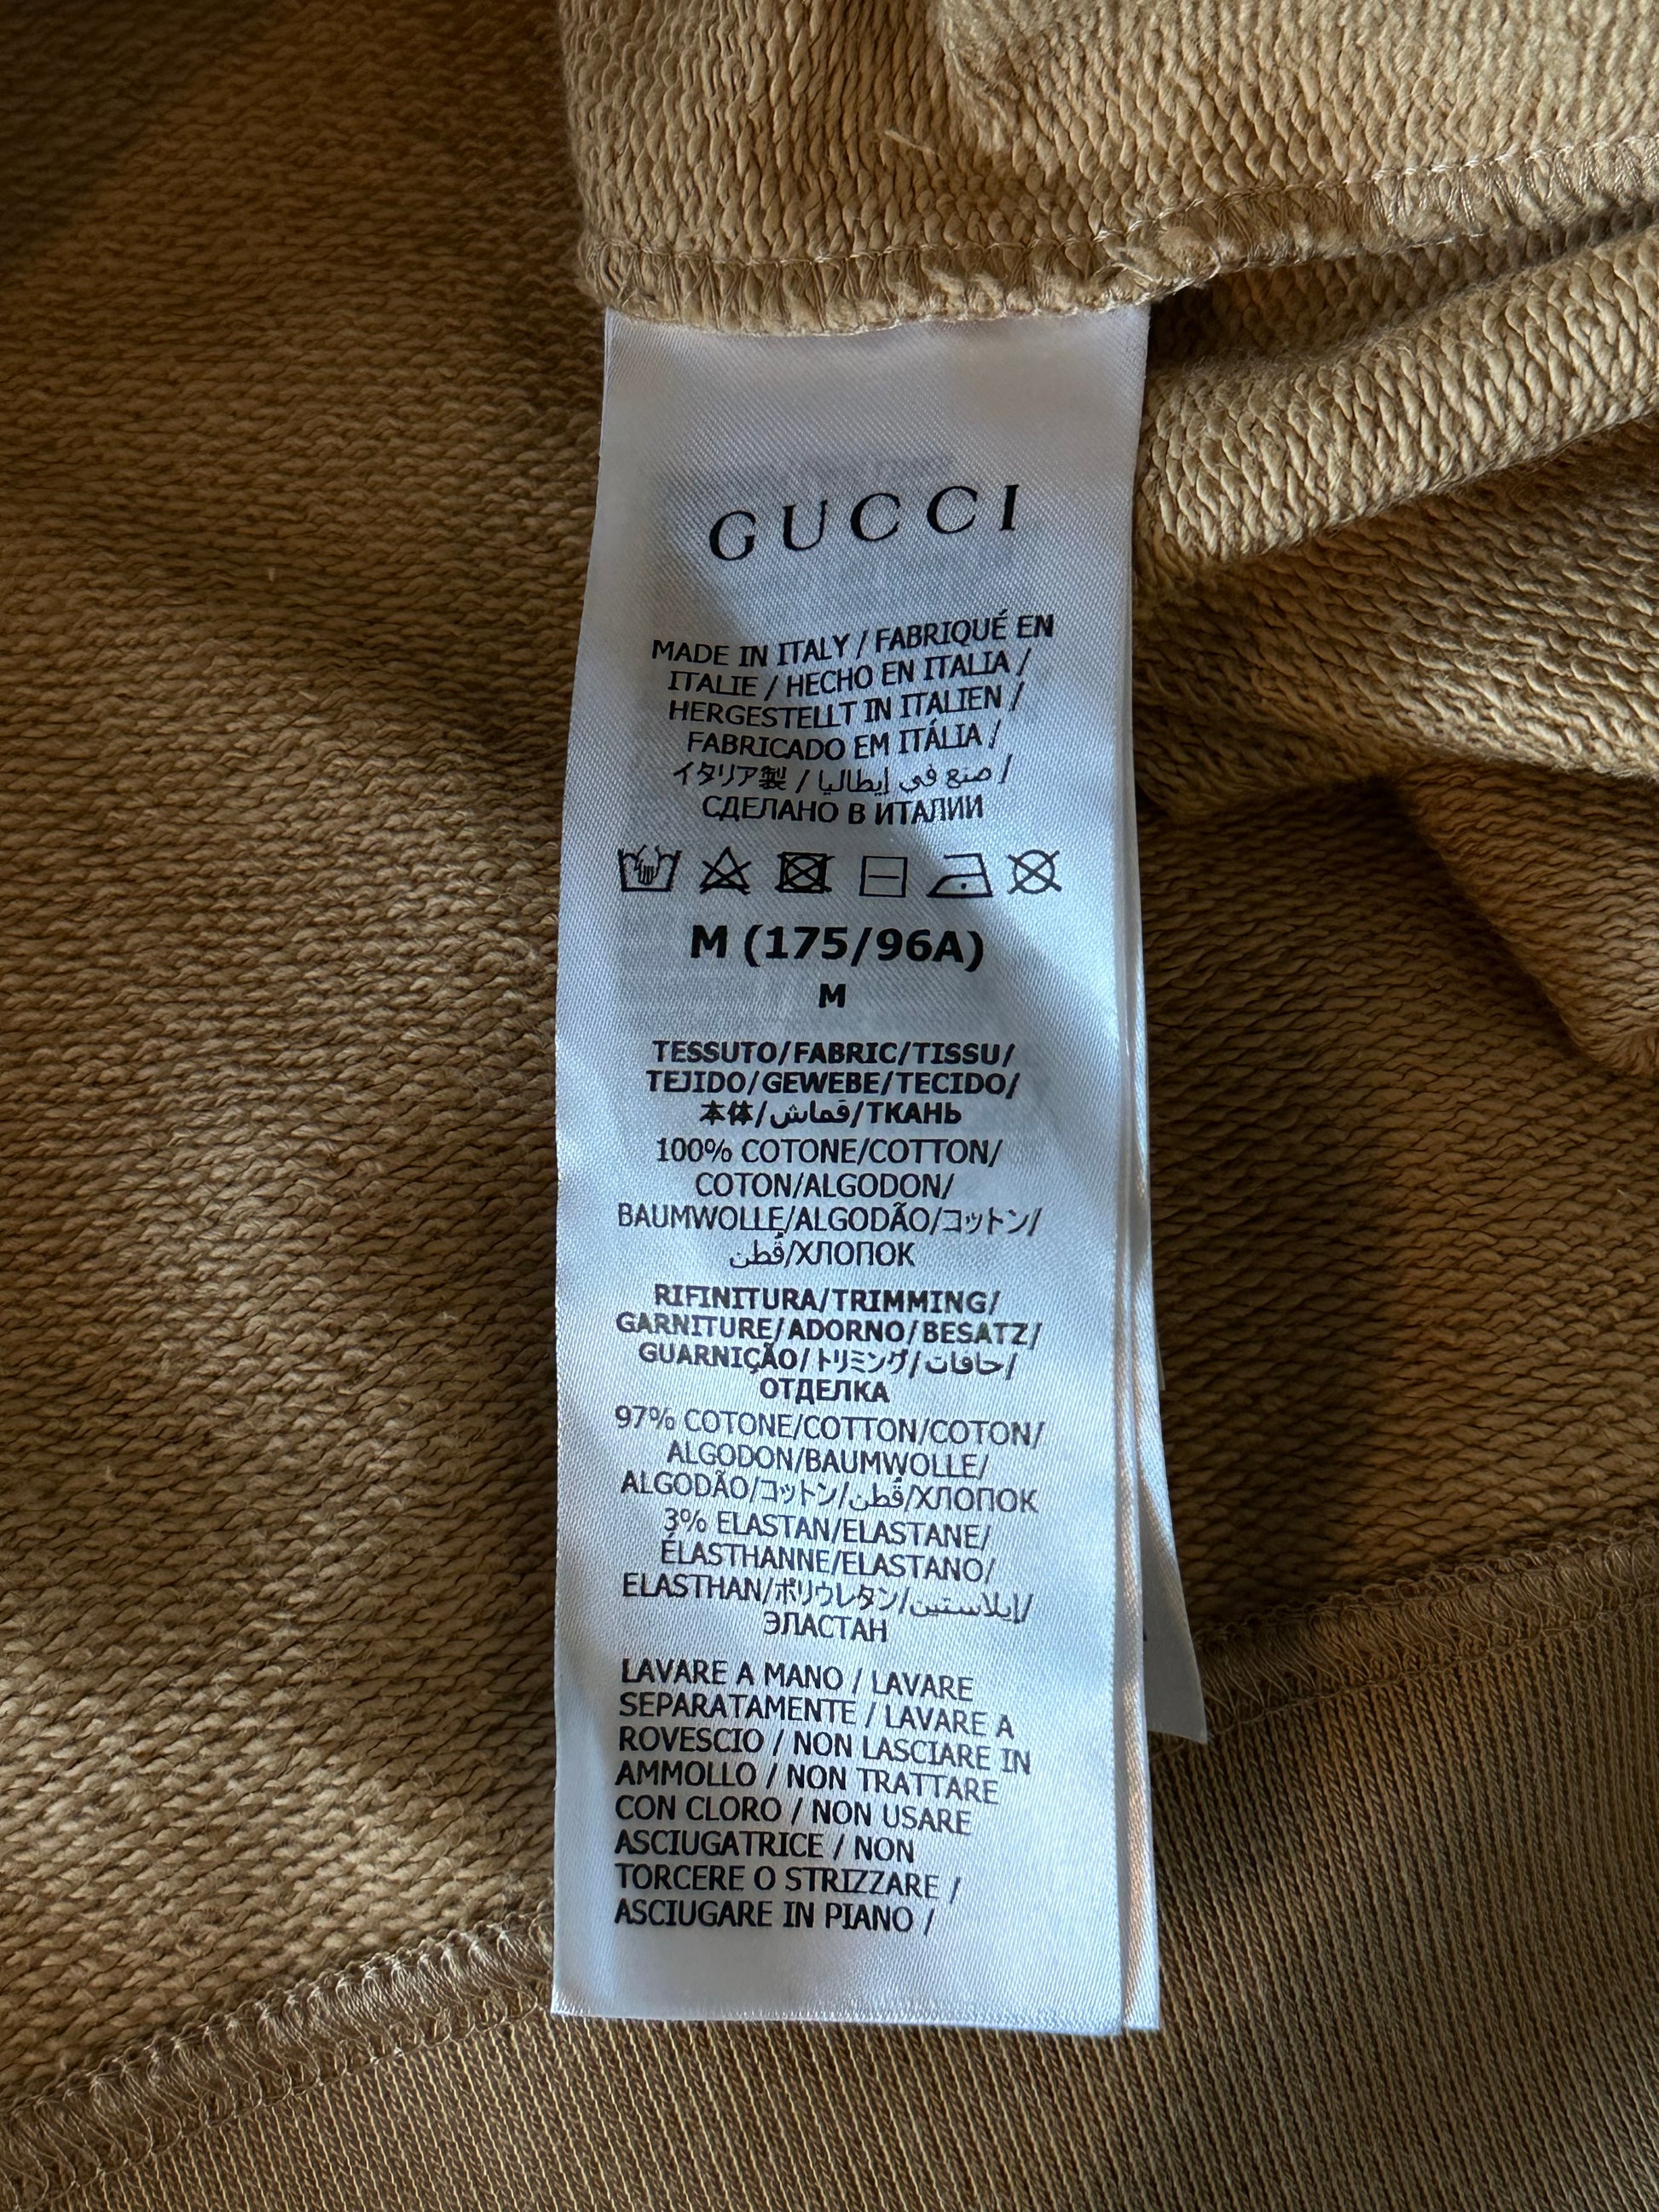 GUCCI
MADE IN ITALY / FABRIQUÉ EN
ITALIE / HECHO EN ITALIA /
HERGESTELLT IN ITALIEN /
FABRICADO EM ITÁLIA /
イタリア製 / صنع في إيطاليا /
СДЕЛАНО В ИТАЛИИ
M (175/96A)
M
TESSUTO/FABRIC/TISSU/
TEJIDO/GEWEBE/TECIDO/
本体/قماش/ТКАНЬ
100% COTONE/COTTON/
COTON/ALGODON/
BAUMWOLLE/ALGODÃO/コットン/
قطن/ХЛОПОК
RIFINITURA/TRIMMING/
GARNITURE/ADORNO/BESATZ/
GUARNIÇÃO/トリミング/حافات/
ОТДЕЛКА
97% COTONE/COTTON/COTON/
ALGODON/BAUMWOLLE/
ALGODÃO/コットン/قطن/ХЛОПОК
3% ELASTAN/ELASTANE/
ÉLASTHANNE/ELASTANO/
ELASTHAN/ポリウレタン/إيلاستين/
ЭЛАСТАН
LAVARE A MANO / LAVARE
SEPARATAMENTE / LAVARE A
ROVESCIO / NON LASCIARE IN
AMMOLLO / NON TRATTARE
CON CLORO / NON USARE
ASCIUGATRICE / NON
TORCERE O STRIZZARE /
ASCIUGARE IN PIANO /